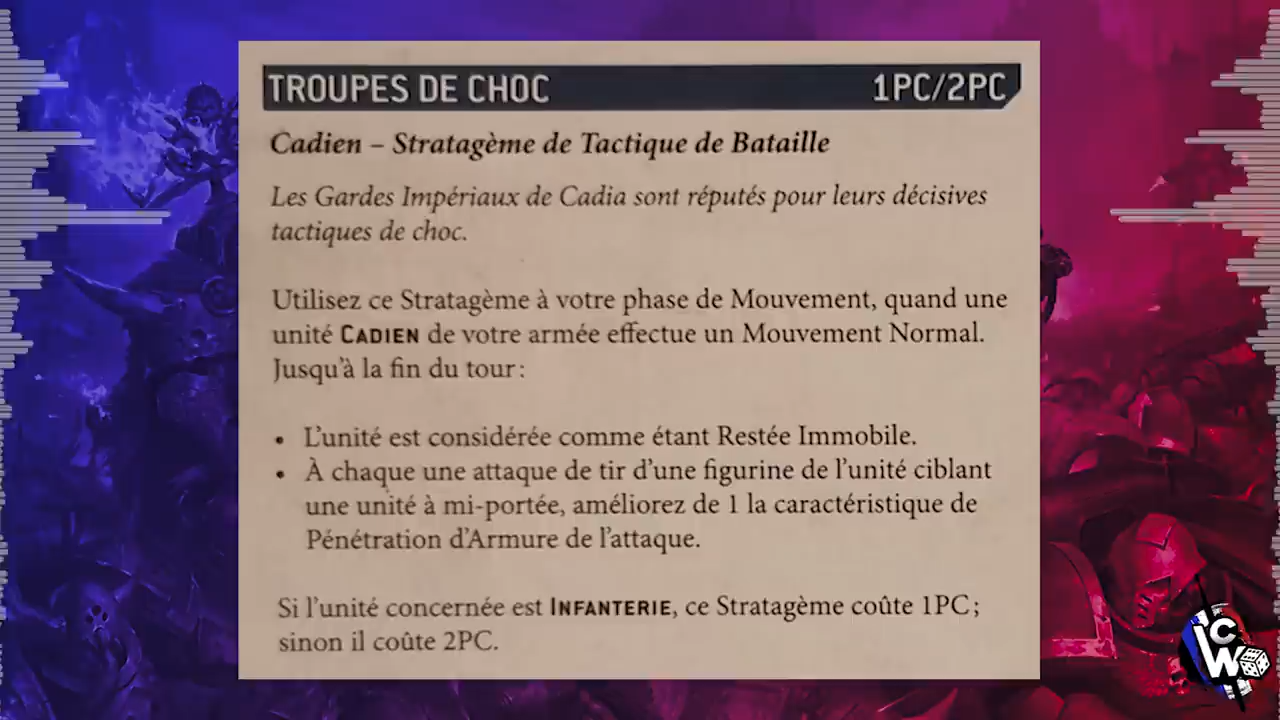 TROUPES DE CHOC 1PC/2PC
Cadien – Stratagème de Tactique de Bataille
Les Gardes Impériaux de Cadia sont réputés pour leurs décisives
tactiques de choc.
Utilisez ce Stratagème à votre phase de Mouvement, quand une
unité CADIEN de votre armée effectue un Mouvement Normal.
Jusqu'à la fin du tour :
• L'unité est considérée comme étant Restée Immobile.
• À chaque une attaque de tir d'une figurine de l'unité ciblant
une unité à mi-portée, améliorez de 1 la caractéristique de
Pénétration d'Armure de l'attaque.
Si l'unité concernée est INFANTERIE, ce Stratagème coûte 1PC ;
sinon il coûte 2PC.
CW